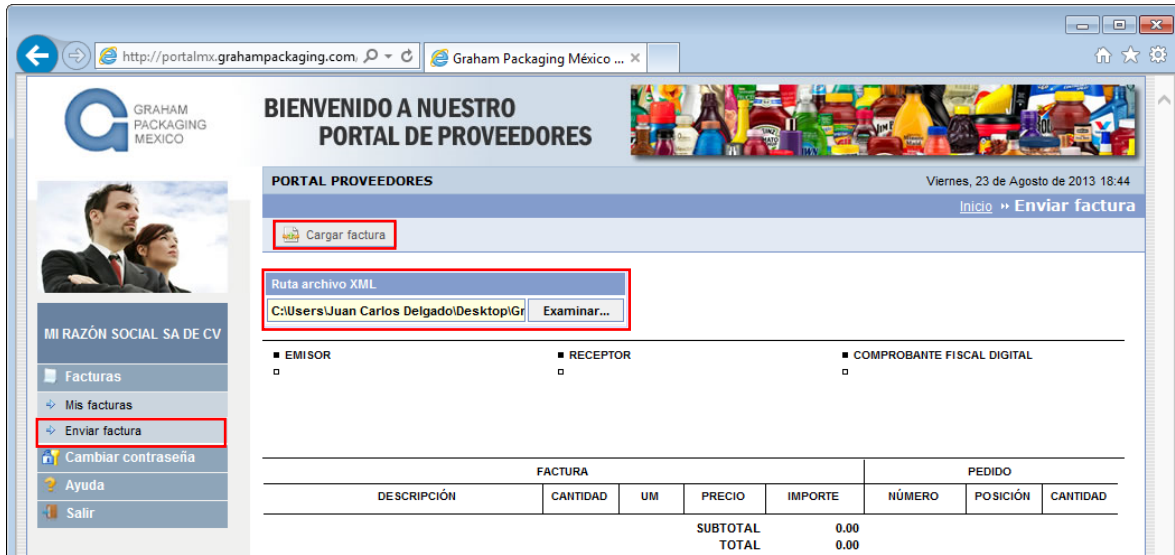 http://portalmx.grahampackaging.com/
Graham Packaging México ...
GRAHAM
PACKAGING
MEXICO
BIENVENIDO A NUESTRO
PORTAL DE PROVEEDORES
PORTAL PROVEEDORES
Viernes, 23 de Agosto de 2013 18:44
Inicio » Enviar factura
Cargar factura
Ruta archivo XML
C:\Users\Juan Carlos Delgado\Desktop\Gr
Examinar...
MI RAZÓN SOCIAL SA DE CV
Facturas
Mis facturas
Enviar factura
Cambiar contraseña
Ayuda
Salir
EMISOR
RECEPTOR
COMPROBANTE FISCAL DIGITAL
FACTURA
PEDIDO
DESCRIPCIÓN CANTIDAD UM PRECIO IMPORTE NÚMERO POSICIÓN CANTIDAD
SUBTOTAL 0.00
TOTAL 0.00